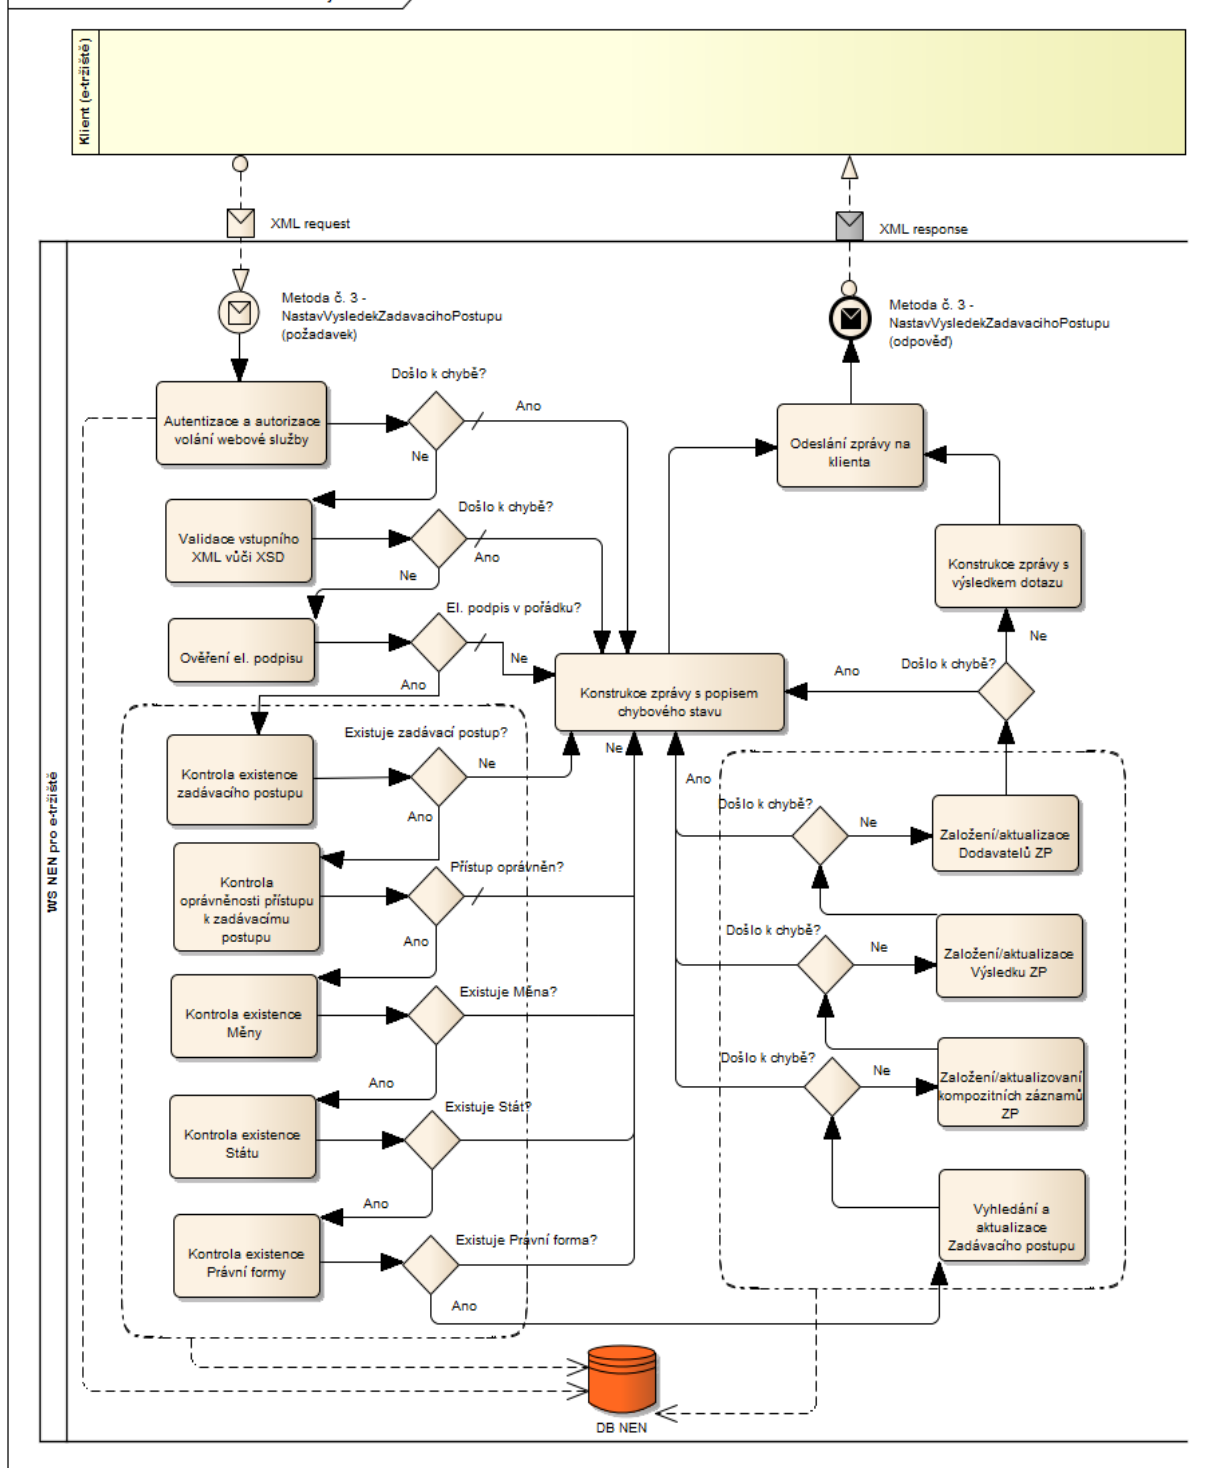 Klient (e-tržiště)
XML request
XML response
WS NEN pro e-tržiště
Metoda č. 3 -
NastavVysledekZadavacihoPostupu
(požadavek)
Metoda č. 3 -
NastavVysledekZadavacihoPostupu
(odpověď)
Autentizace a autorizace
volání webové služby
Došlo k chybě?
Ano
Ne
Odeslání zprávy na
klienta
Validace vstupního
XML vůči XSD
Došlo k chybě?
Ano
Ne
Konstrukce zprávy s
výsledkem dotazu
Ověření el. podpisu
El. podpis v pořádku?
Ne
Ano
Konstrukce zprávy s popisem
chybového stavu
Došlo k chybě?
Ne
Ano
Kontrola existence
zadávacího postupu
Existuje zadávací postup?
Ne
Ano
Ne
Ano
Kontrola
oprávněnosti přístupu
k zadávacímu
postupu
Přístup oprávněn?
Ano
Došlo k chybě?
Ne
Založení/aktualizace
Dodavatelů ZP
Kontrola existence
Měny
Existuje Měna?
Ano
Došlo k chybě?
Ne
Založení/aktualizace
Výsledku ZP
Kontrola existence
Státu
Existuje Stát?
Ano
Došlo k chybě?
Ne
Založení/aktualizovaní
kompozitních záznamů
ZP
Kontrola existence
Právní formy
Existuje Právní forma?
Ano
Vyhledání a
aktualizace
Zadávacího postupu
DB NEN